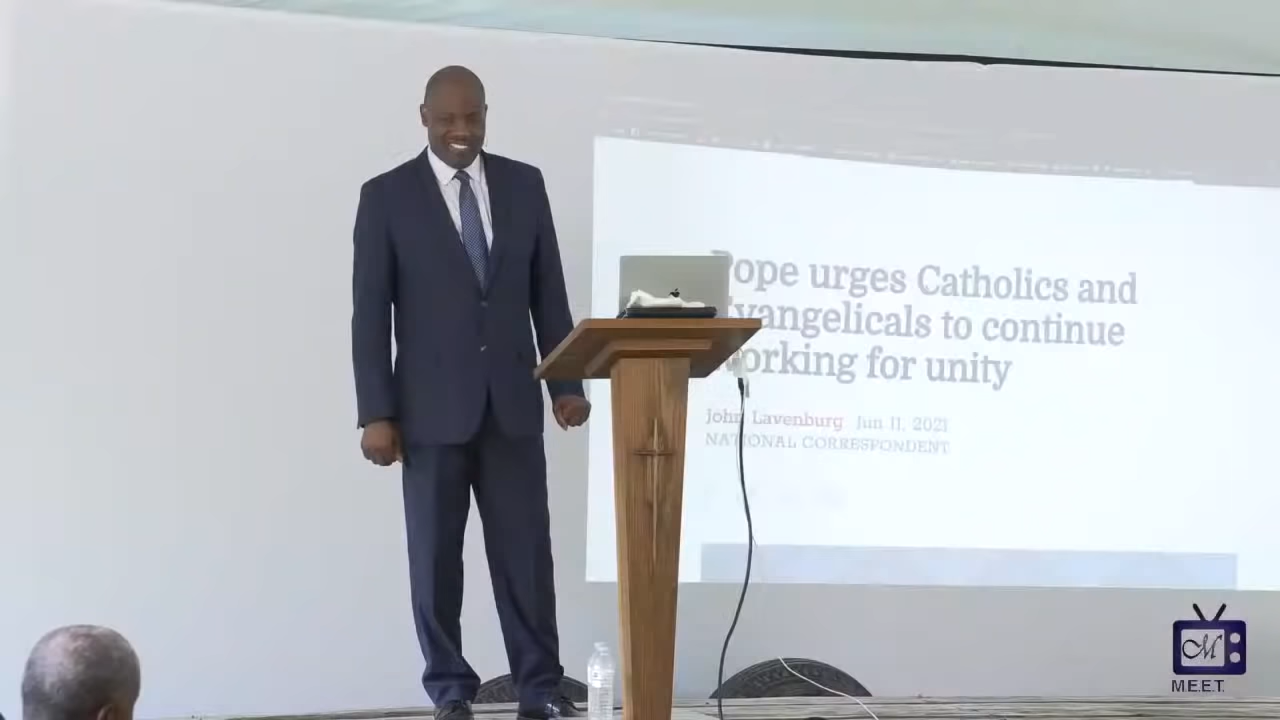 ope urges Catholics and
vangelicals to continue
orking for unity
John Lavenburg Jun 11, 2021
NATIONAL CORRESPONDENT
M
M.E.E.T.